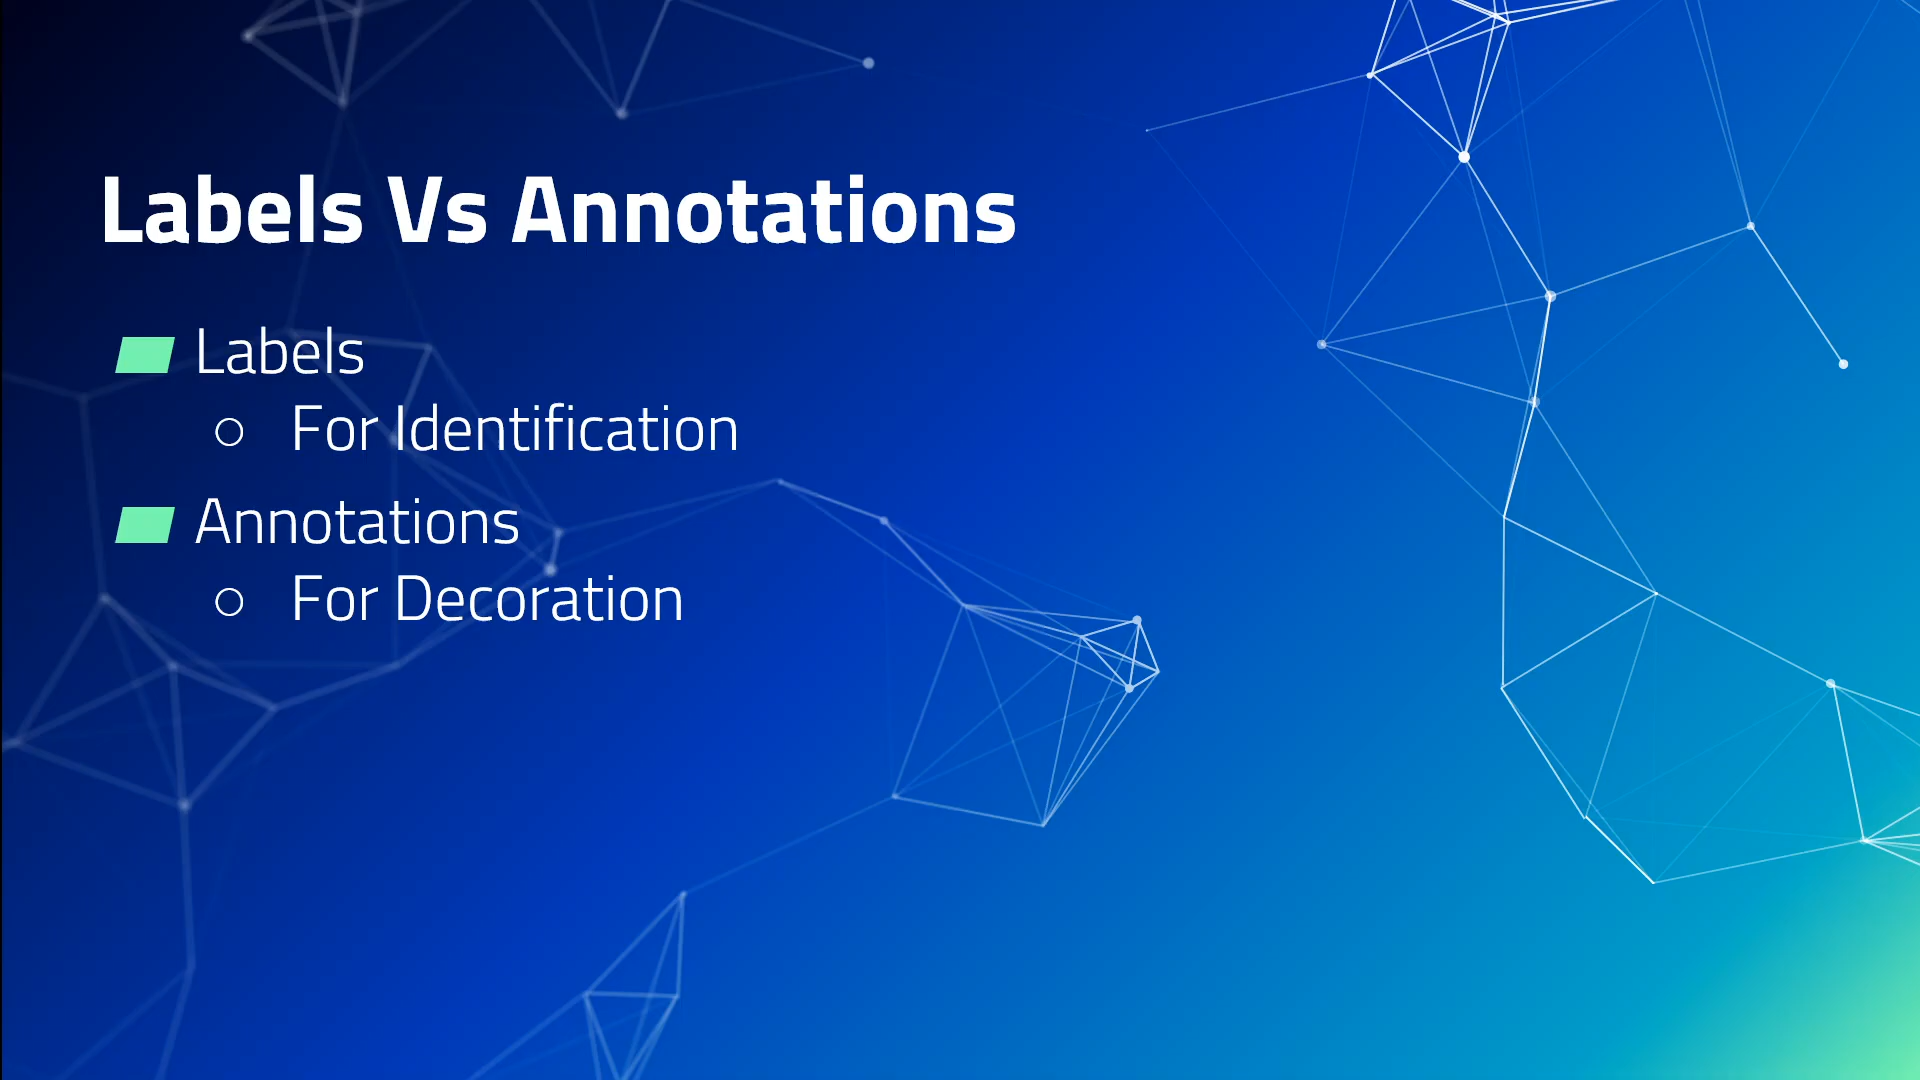 Labels Vs Annotations
Labels
For Identification
Annotations
For Decoration